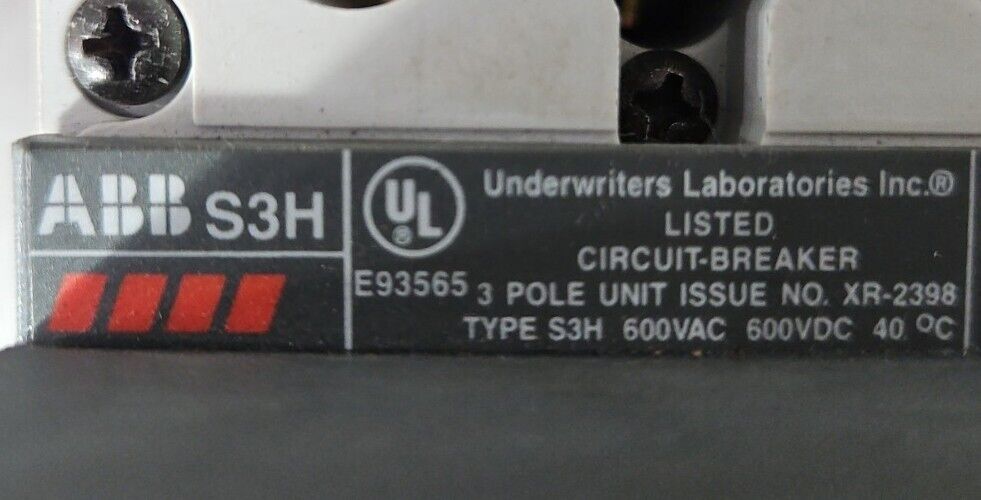 ABB S3H
UL
®
E93565
Underwriters Laboratories Inc.®
LISTED
CIRCUIT-BREAKER
3 POLE UNIT ISSUE NO. XR-2398
TYPE S3H 600VAC 600VDC 40 ºC